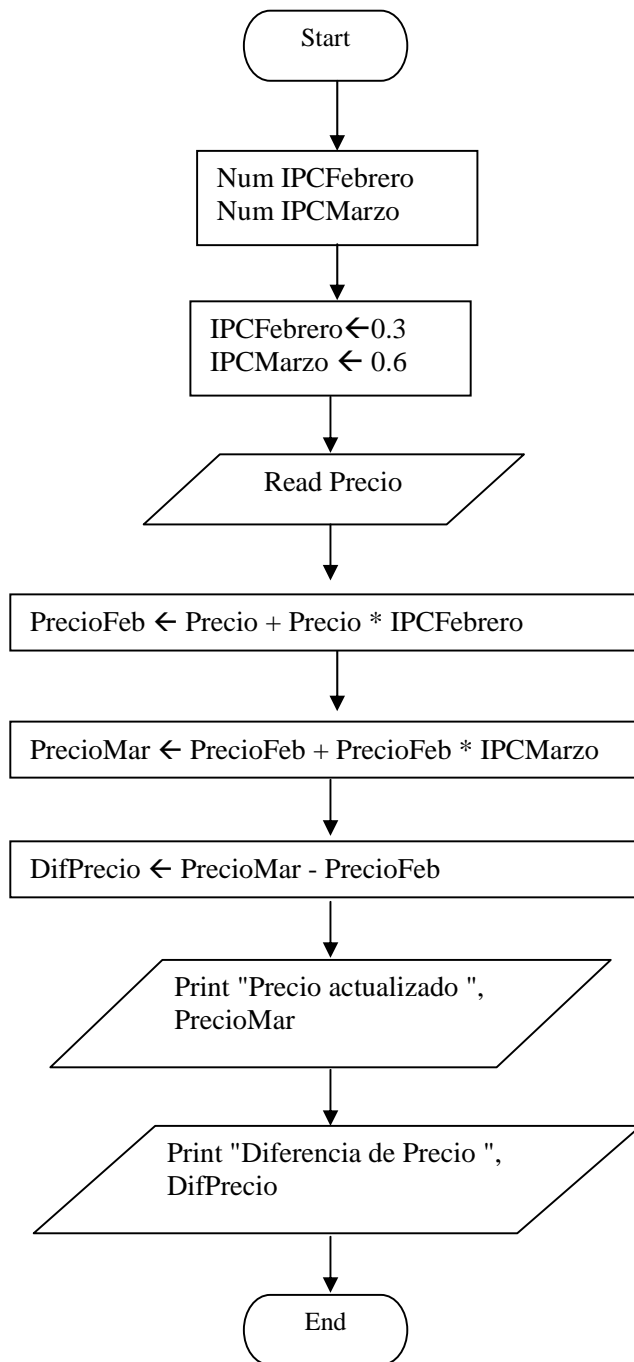 Start
Num IPCFebrero
Num IPCMarzo
IPCFebrero←0.3
IPCMarzo ← 0.6
Read Precio
PrecioFeb ← Precio + Precio * IPCFebrero
PrecioMar ← PrecioFeb + PrecioFeb * IPCMarzo
DifPrecio ← PrecioMar - PrecioFeb
Print "Precio actualizado ",
PrecioMar
Print "Diferencia de Precio ",
DifPrecio
End